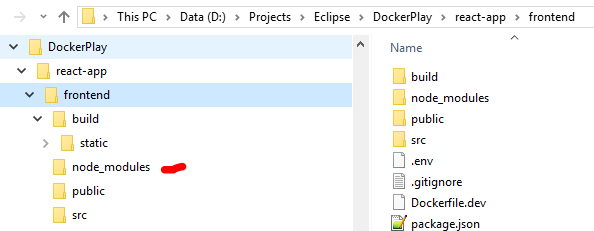 This PC > Data (D:) > Projects > Eclipse > DockerPlay > react-app > frontend
DockerPlay
react-app
frontend
build
static
node_modules
public
src
Name
build
node_modules
public
src
.env
.gitignore
Dockerfile.dev
package.json